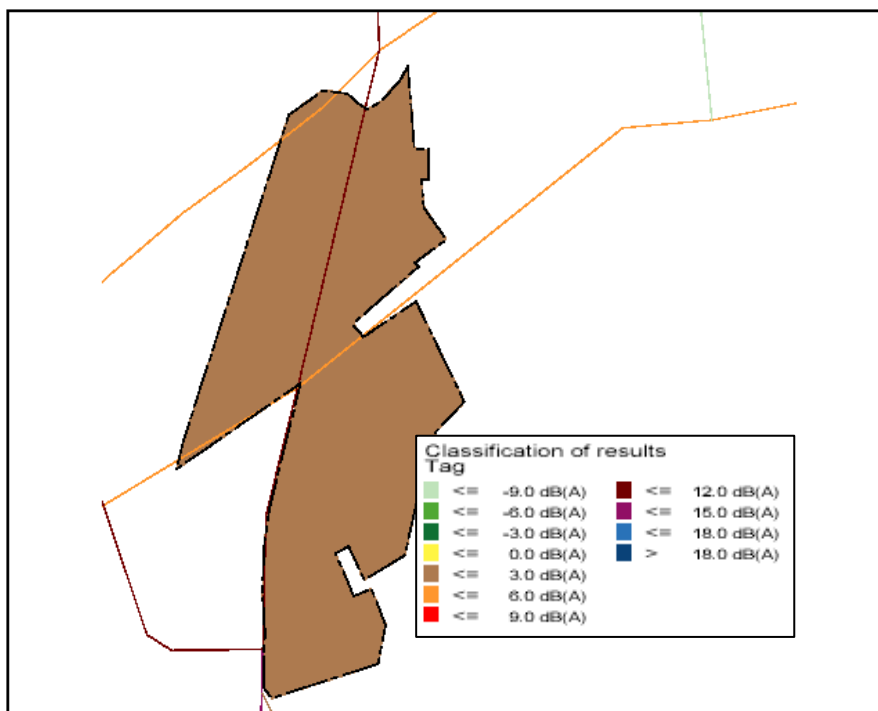 Classification of results
Tag
<= -9.0 dB(A)
<= -6.0 dB(A)
<= -3.0 dB(A)
<= 0.0 dB(A)
<= 3.0 dB(A)
<= 6.0 dB(A)
<= 9.0 dB(A)
<= 12.0 dB(A)
<= 15.0 dB(A)
<= 18.0 dB(A)
> 18.0 dB(A)